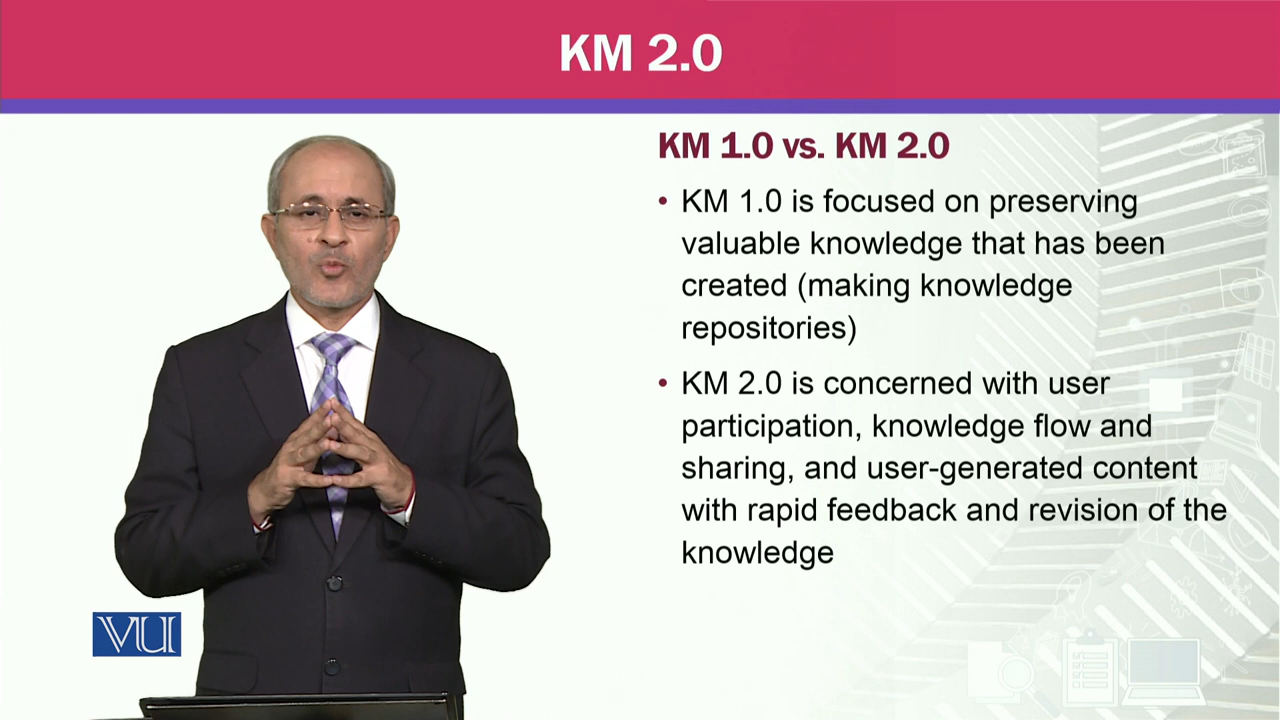 KM 2.0
KM 1.0 vs. KM 2.0
• KM 1.0 is focused on preserving
valuable knowledge that has been
created (making knowledge
repositories)
• KM 2.0 is concerned with user
participation, knowledge flow and
sharing, and user-generated content
with rapid feedback and revision of the
knowledge
VU